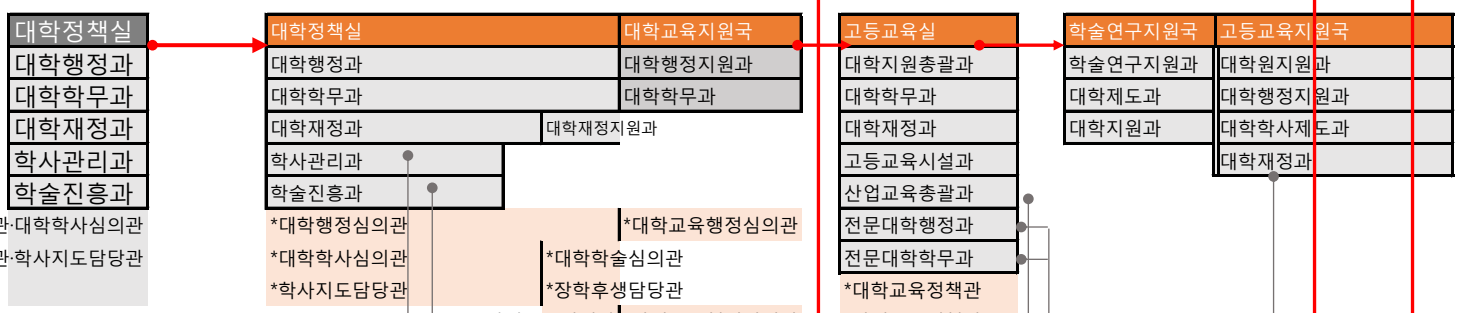 대학정책실
대학행정과
대학학무과
대학재정과
학사관리과
학술진흥과
관·대학학사심의관
관·학사지도담당관
대학정책실 대학교육지원국
대학행정과 대학행정지원과
대학학무과 대학학무과
대학재정과 대학재정지원과
학사관리과
학술진흥과
*대학행정심의관 *대학교육행정심의관
*대학학사심의관 *대학학술심의관
*학사지도담당관 *장학후생담당관
고등교육실
대학지원총괄과
대학학무과
대학재정과
고등교육시설과
산업교육총괄과
전문대학행정과
전문대학학무과
*대학교육정책관
학술연구지원국 고등교육지원국
학술연구지원과 대학원지원과
대학제도과 대학행정지원과
대학지원과 대학학사제도과
대학재정과